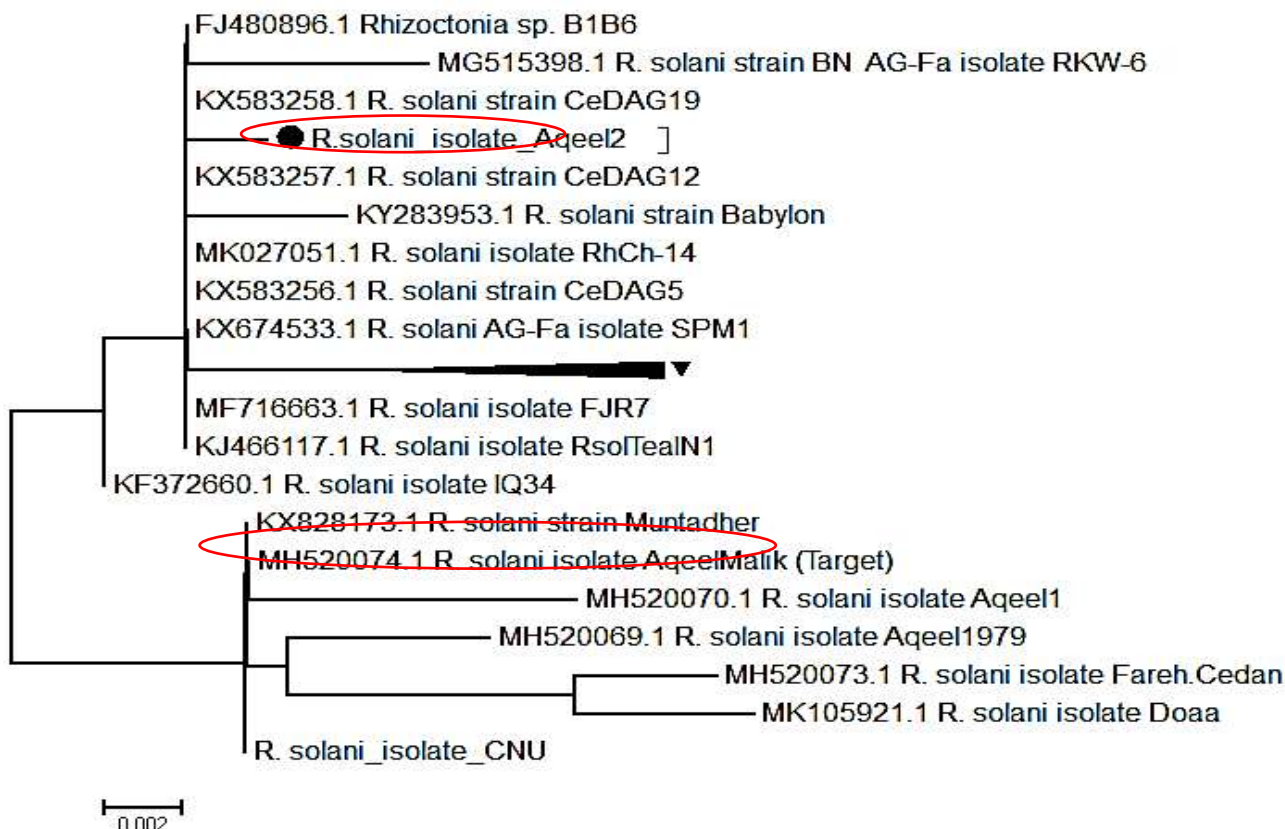 FJ480896.1 Rhizoctonia sp. B1B6
MG515398.1 R. solani strain BN AG-Fa isolate RKW-6
KX583258.1 R. solani strain CeDAG19
R.solani_isolate_Aqeel2 ]
KX583257.1 R. solani strain CeDAG12
KY283953.1 R. solani strain Babylon
MK027051.1 R. solani isolate RhCh-14
KX583256.1 R. solani strain CeDAG5
KX674533.1 R. solani AG-Fa isolate SPM1
MF716663.1 R. solani isolate FJR7
KJ466117.1 R. solani isolate RsolTeaIN1
KF372660.1 R. solani isolate IQ34
KX828173.1 R. solani strain Muntadher
MH520074.1 R. solani isolate AqeelMalik (Target)
MH520070.1 R. solani isolate Aqeel1
MH520069.1 R. solani isolate Aqeel1979
MH520073.1 R. solani isolate Fareh.Cedan
MK105921.1 R. solani isolate Doaa
R. solani_isolate_CNU
0.002